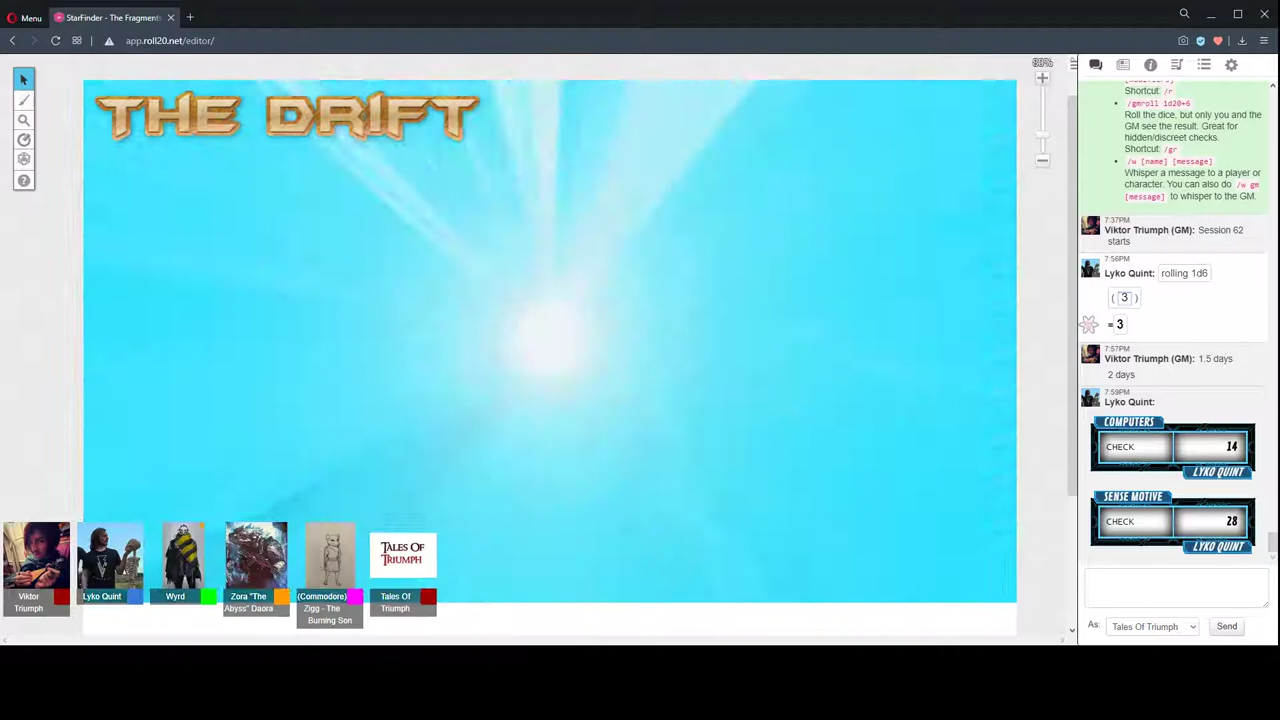 Menu
StarFinder - The Fragments
app.roll20.net/editor/
THE DRIFT
80%
Shortcut: /r
/gmroll 1d20+6
Roll the dice, but only you and the
GM see the result. Great for
hidden/discreet checks.
Shortcut: /gr
/w [name] [message]
Whisper a message to a player or
character. You can also do /w gm
[message] to whisper to the GM.
7:37PM
Viktor Triumph (GM): Session 62
starts
7:56PM
Lyko Quint: rolling 1d6
( 3 )
= 3
7:57PM
Viktor Triumph (GM): 1.5 days
2 days
7:59PM
Lyko Quint:
COMPUTERS
CHECK 14
LYKO QUINT
SENSE MOTIVE
CHECK 28
LYKO QUINT
TALES OF
TRIUMPH
Viktor
Triumph
Lyko Quint
Wyrd
Zora "The
Abyss" Daora
(Commodore)
Zigg - The
Burning Son
Tales Of
Triumph
As: Tales Of Triumph Send